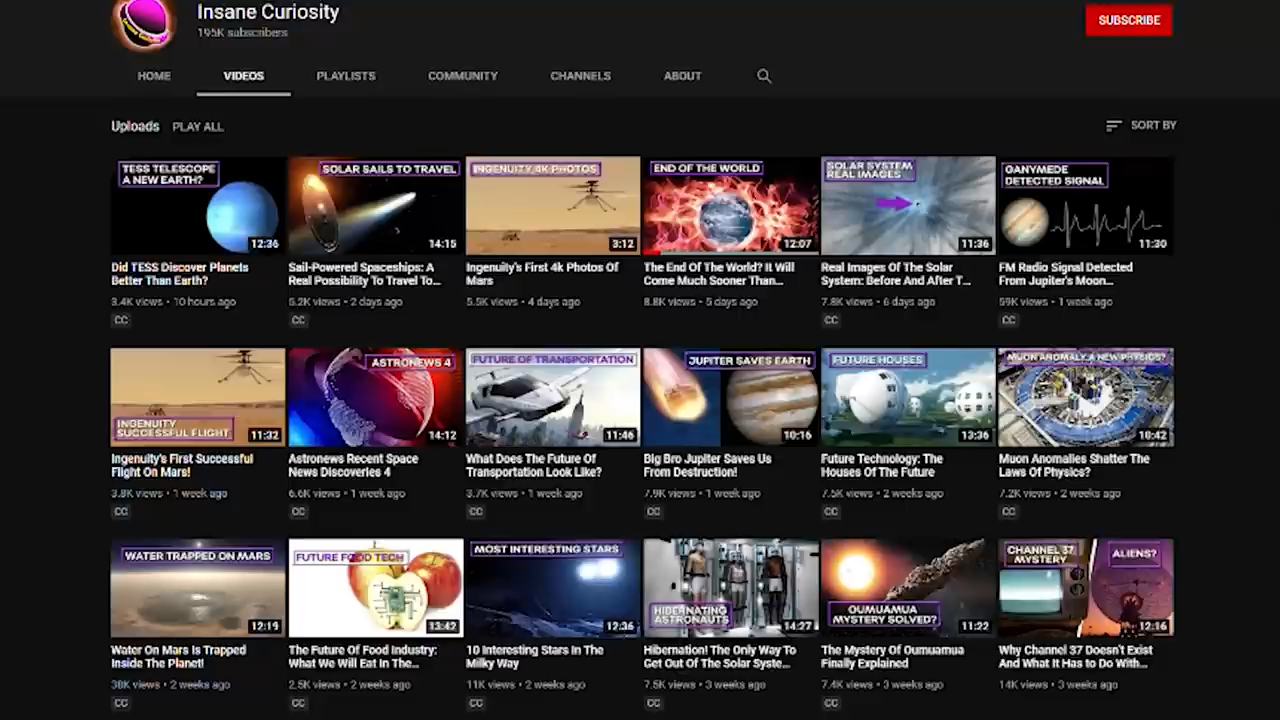 Insane Curiosity
195K subscribers
SUBSCRIBE
HOME VIDEOS PLAYLISTS COMMUNITY CHANNELS ABOUT
Uploads PLAY ALL SORT BY
TESS TELESCOPE
A NEW EARTH?
12:36
SOLAR SAILS TO TRAVEL
14:15
INGENUITY 4K PHOTOS
3:12
END OF THE WORLD
12:07
SOLAR SYSTEM
REAL IMAGES
11:36
GANYMEDE
DETECTED SIGNAL
11:30
Did TESS Discover Planets
Better Than Earth?
3.4K views • 10 hours ago
CC
Sail-Powered Spaceships: A
Real Possibility To Travel To...
5.2K views • 2 days ago
CC
Ingenuity's First 4k Photos Of
Mars
5.5K views • 4 days ago
The End Of The World? It Will
Come Much Sooner Than...
8.8K views • 5 days ago
Real Images Of The Solar
System: Before And After T...
7.8K views • 6 days ago
CC
FM Radio Signal Detected
From Jupiter's Moon...
59K views • 1 week ago
CC
INGENUITY
SUCCESSFUL FLIGHT
11:32
ASTRONEWS 4
14:12
FUTURE OF TRANSPORTATION
11:46
JUPITER SAVES EARTH
10:16
FUTURE HOUSES
13:36
MUON ANOMALY, A NEW PHYSICS?
10:42
Ingenuity's First Successful
Flight On Mars!
3.8K views • 1 week ago
CC
Astronews Recent Space
News Discoveries 4
6.6K views • 1 week ago
CC
What Does The Future Of
Transportation Look Like?
3.7K views • 1 week ago
CC
Big Bro Jupiter Saves Us
From Destruction!
7.9K views • 1 week ago
CC
Future Technology: The
Houses Of The Future
7.5K views • 2 weeks ago
CC
Muon Anomalies Shatter The
Laws Of Physics?
7.2K views • 2 weeks ago
CC
WATER TRAPPED ON MARS
12:19
FUTURE FOOD TECH
13:42
MOST INTERESTING STARS
12:36
HIBERNATING
ASTRONAUTS
14:27
OUMUAMUA
MYSTERY SOLVED?
11:22
CHANNEL 37
MYSTERY
ALIENS?
12:16
Water On Mars Is Trapped
Inside The Planet!
38K views • 2 weeks ago
CC
The Future Of Food Industry:
What We Will Eat In The...
2.5K views • 2 weeks ago
CC
10 Interesting Stars In The
Milky Way
11K views • 2 weeks ago
CC
Hibernation! The Only Way To
Get Out Of The Solar Syste...
7.5K views • 3 weeks ago
CC
The Mystery Of Oumuamua
Finally Explained
7.4K views • 3 weeks ago
CC
Why Channel 37 Doesn't Exist
And What It Has to Do With...
14K views • 3 weeks ago
CC